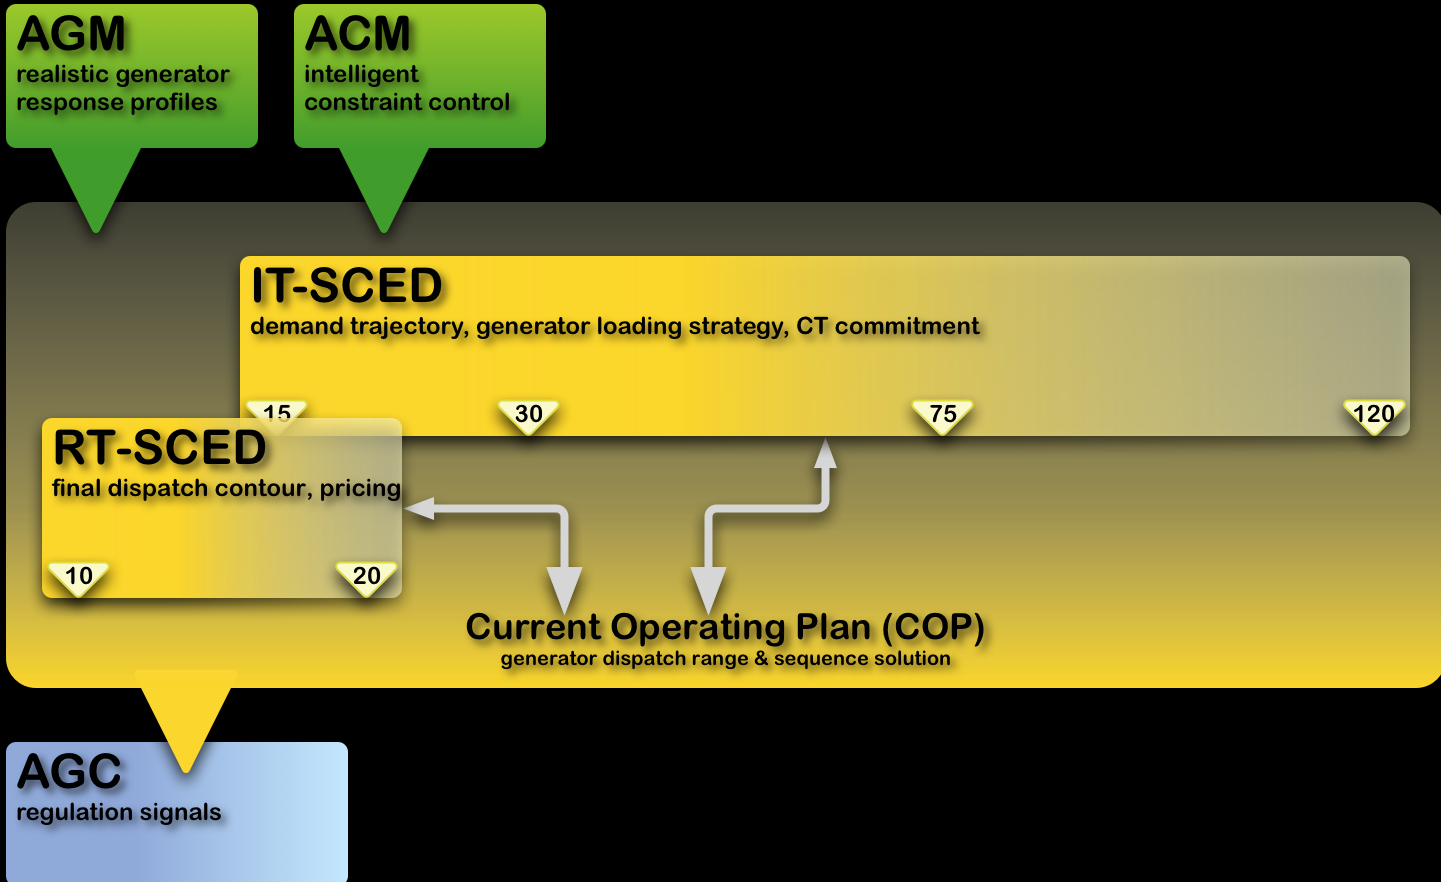 AGM
realistic generator
response profiles
ACM
intelligent
constraint control
IT-SCED
demand trajectory, generator loading strategy, CT commitment
15
30
75
120
RT-SCED
final dispatch contour, pricing
10
20
Current Operating Plan (COP)
generator dispatch range & sequence solution
AGC
regulation signals